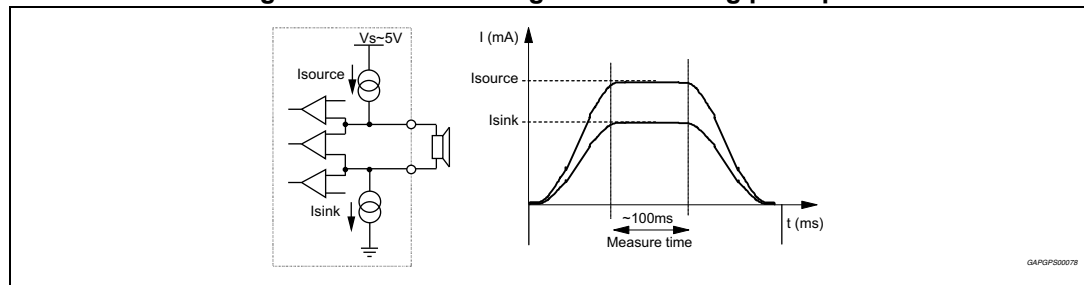 Vs~5V
Isource
Isink
I (mA)
Isource
Isink
~100ms
Measure time
t (ms)
GAPGPS00078